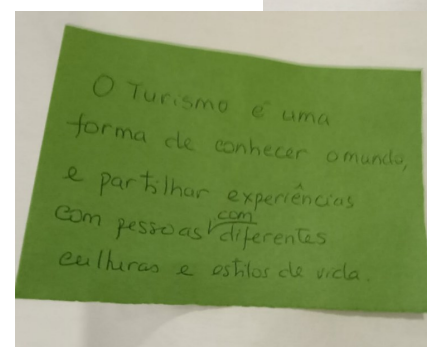 O Turismo é uma
forma de conhecer o mundo,
e partilhar experiências
com pessoas com diferentes
culturas e estilos de vida.